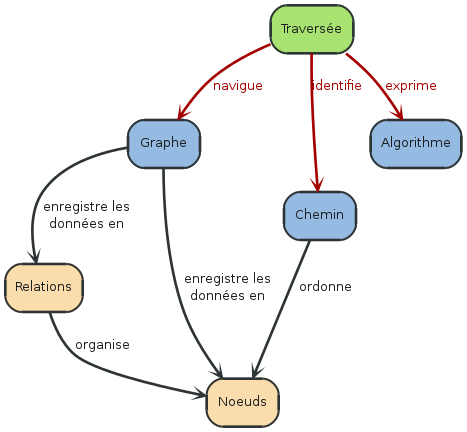 Traversée
navigue
identifie
exprime
Graphe
Algorithme
Chemin
enregistre les
données en
Relations
enregistre les
données en
ordonne
organise
Noeuds